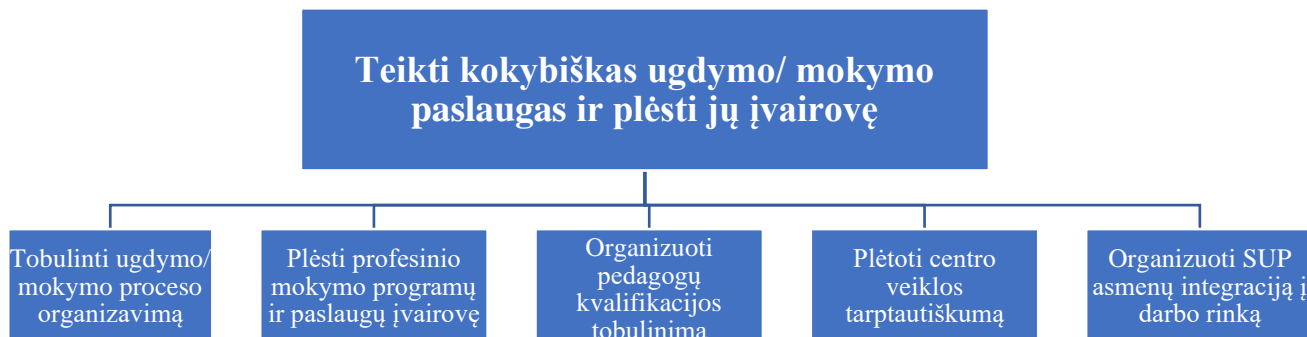 Teikti kokybiškas ugdymo/ mokymo
paslaugas ir plėsti jų įvairovę
Tobulinti ugdymo/
mokymo proceso
organizavimą
Plėsti profesinio
mokymo programų
ir paslaugų įvairovę
Organizuoti
pedagogų
kvalifikacijos
tobulinimą
Plėtoti centro
veiklos
tarptautiškumą
Organizuoti SUP
asmenų integraciją į
darbo rinką